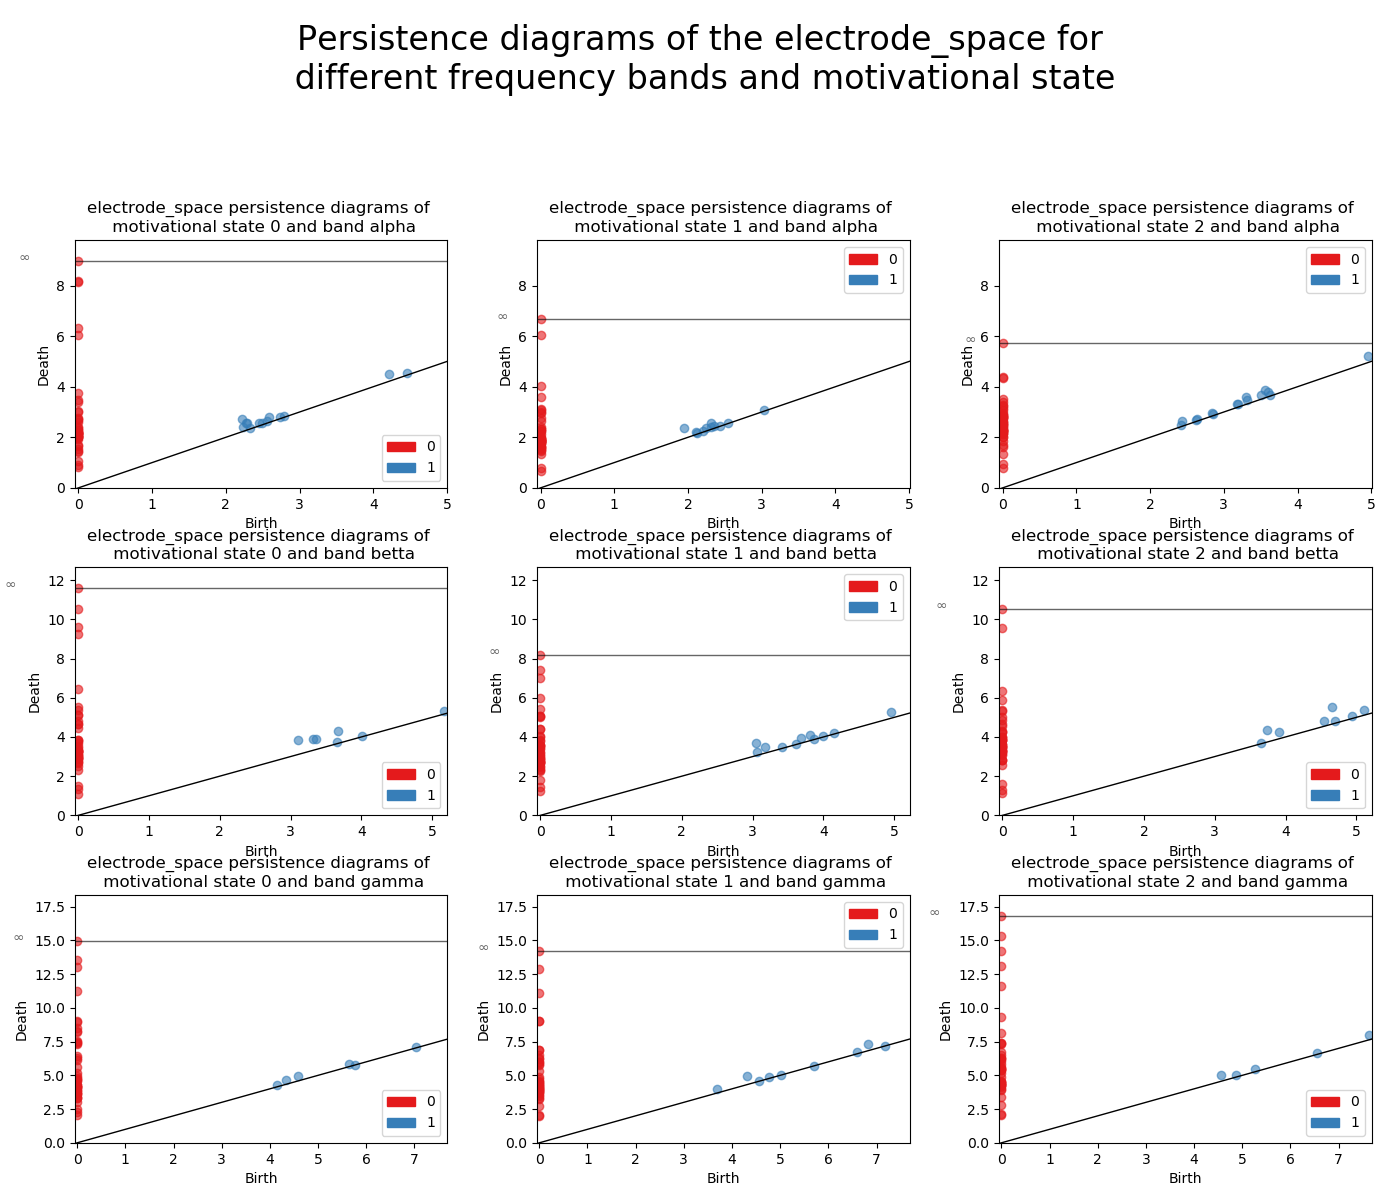 Persistence diagrams of the electrode_space for
different frequency bands and motivational state
electrode_space persistence diagrams of
motivational state 0 and band alpha
∞
8
6
4
2
0
Death
0 1 2 3 4 5
Birth
0
1
electrode_space persistence diagrams of
motivational state 1 and band alpha
∞
8
6
4
2
0
Death
0 1 2 3 4 5
Birth
0
1
electrode_space persistence diagrams of
motivational state 2 and band alpha
∞
8
6
4
2
0
Death
0 1 2 3 4 5
Birth
0
1
electrode_space persistence diagrams of
motivational state 0 and band betta
∞
12
10
8
6
4
2
0
Death
0 1 2 3 4 5
Birth
0
1
electrode_space persistence diagrams of
motivational state 1 and band betta
∞
12
10
8
6
4
2
0
Death
0 1 2 3 4 5
Birth
0
1
electrode_space persistence diagrams of
motivational state 2 and band betta
∞
12
10
8
6
4
2
0
Death
0 1 2 3 4 5
Birth
0
1
electrode_space persistence diagrams of
motivational state 0 and band gamma
∞
17.5
15.0
12.5
10.0
7.5
5.0
2.5
0.0
Death
0 1 2 3 4 5 6 7
Birth
0
1
electrode_space persistence diagrams of
motivational state 1 and band gamma
∞
17.5
15.0
12.5
10.0
7.5
5.0
2.5
0.0
Death
0 1 2 3 4 5 6 7
Birth
0
1
electrode_space persistence diagrams of
motivational state 2 and band gamma
∞
17.5
15.0
12.5
10.0
7.5
5.0
2.5
0.0
Death
0 1 2 3 4 5 6 7
Birth
0
1